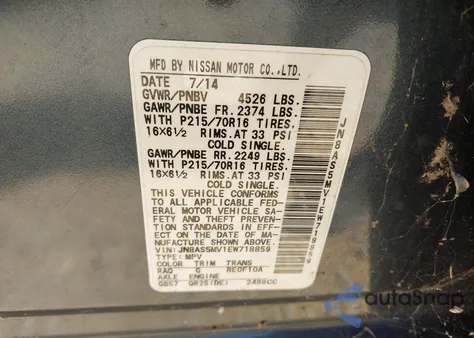 MFD BY NISSAN MOTOR CO.,LTD.
DATE 7/14
GVWR/PNBV 4526 LBS.
GAWR/PNBE FR. 2374 LBS.
WITH P215/70R16 TIRES.
16X6½ RIMS.AT 33 PSI
COLD SINGLE.
GAWR/PNBE RR. 2249 LBS.
WITH P215/70R16 TIRES.
16X6½ RIMS.AT 33 PSI
COLD SINGLE.
THIS VEHICLE CONFORMS
TO ALL APPLICABLE FED-
ERAL MOTOR VEHICLE SA-
FETY AND THEFT PREVEN-
TION STANDARDS IN EFF-
ECT ON THE DATE OF MA-
NUFACTURE SHOWN ABOVE.
VIN: JN8AS5MV1EW718859
TYPE: MPV
COLOR TRIM TRANS
RAQ G RE0F10A
AXLE ENGINE
GB57 QR25(DE) 2488CC
JN8AS5MV1EW718859
autoSnap